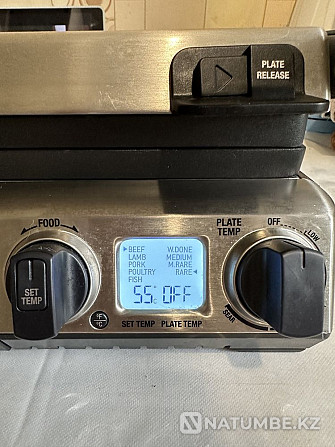 PLATE
RELEASE
FOOD
SET
TEMP
▶BEEF W.DONE
LAMB MEDIUM
PORK M.RARE
POULTRY RARE◀
FISH
55°C OFF
°F
°C
SET TEMP PLATE TEMP
PLATE
TEMP
OFF
LOW
SEAR
NATUMBE.KZ